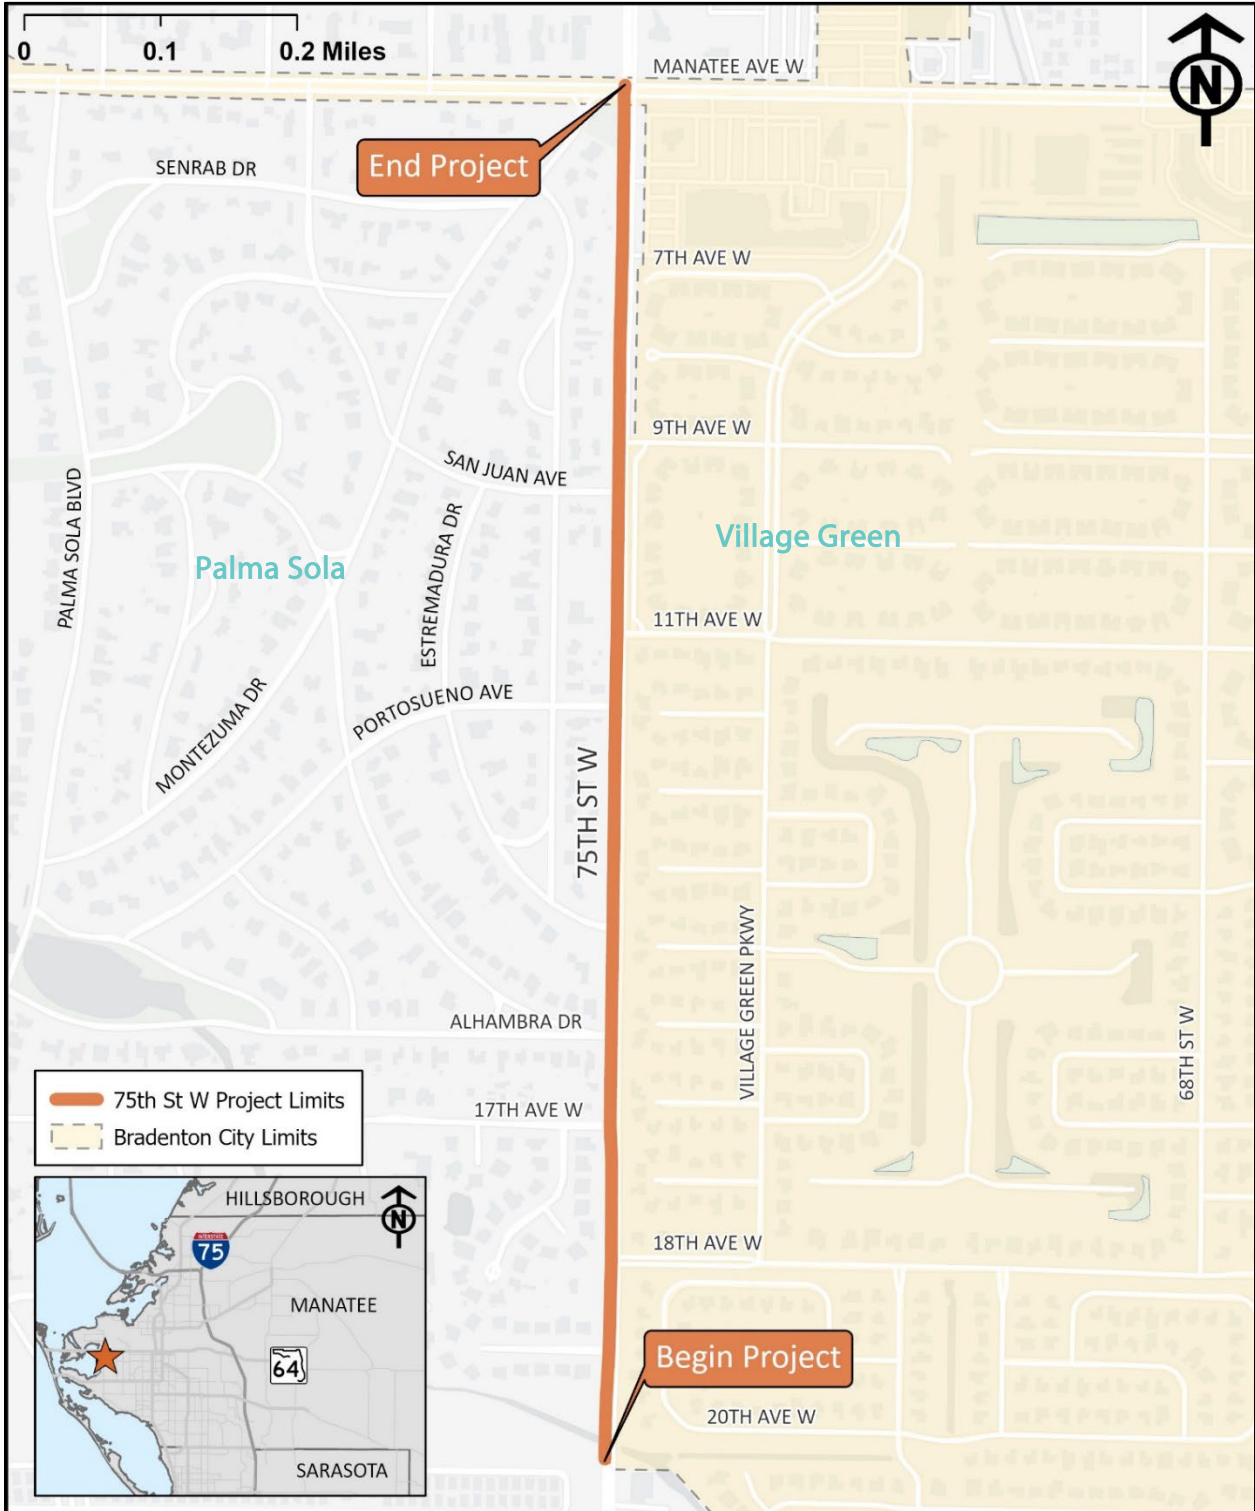 0 0.1 0.2 Miles
N
MANATEE AVE W
End Project
SENRAB DR
7TH AVE W
9TH AVE W
SAN JUAN AVE
PALMA SOLA BLVD
ESTREMADURA DR
Village Green
Palma Sola
11TH AVE W
PORTOSUENO AVE
MONTEZUMA DR
75TH ST W
VILLAGE GREEN PKWY
68TH ST W
ALHAMBRA DR
75th St W Project Limits
Bradenton City Limits
17TH AVE W
18TH AVE W
Begin Project
20TH AVE W
HILLSBOROUGH
N
INTERSTATE
75
MANATEE
64
SARASOTA